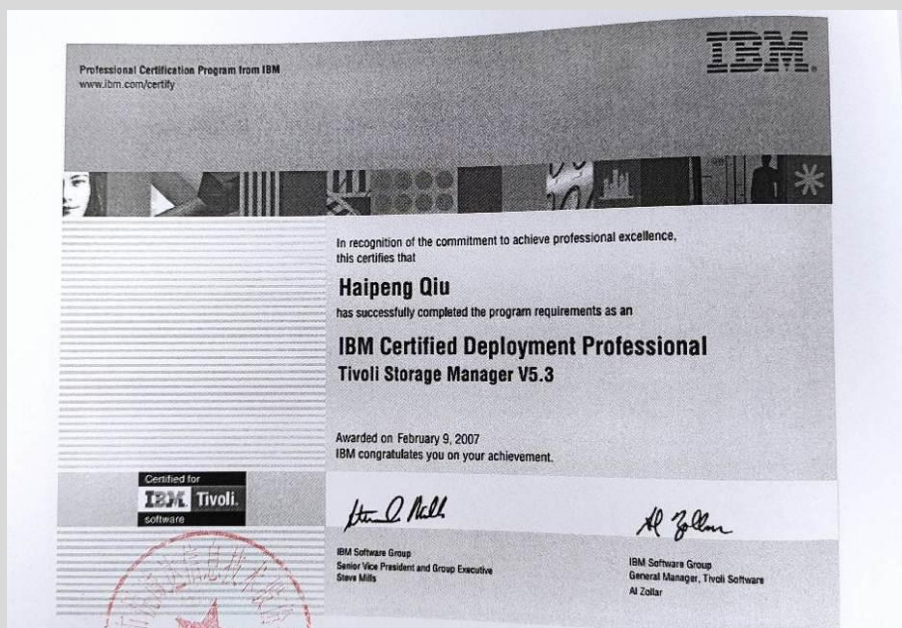 Professional Certification Program from IBM
www.ibm.com/certify
IBM.
In recognition of the commitment to achieve professional excellence,
this certifies that
Haipeng Qiu
has successfully completed the program requirements as an
IBM Certified Deployment Professional
Tivoli Storage Manager V5.3
Awarded on February 9, 2007
IBM congratulates you on your achievement.
Certified for
IBM. Tivoli.
software
IBM Software Group
Senior Vice President and Group Executive
Steve Mills
IBM Software Group
General Manager, Tivoli Software
Al Zollar